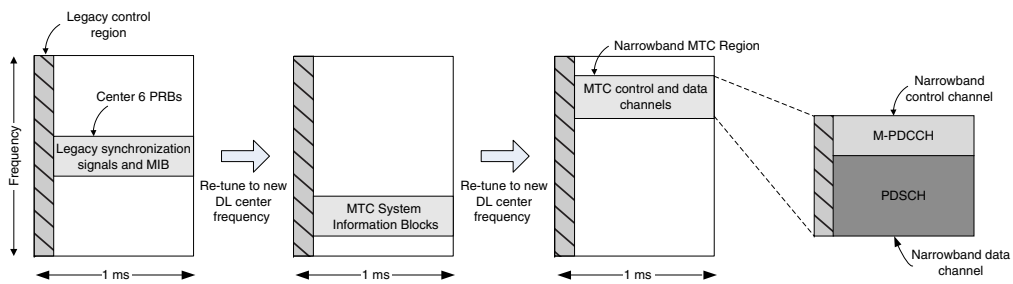 Legacy control
region
Center 6 PRBs
Frequency
Legacy synchronization
signals and MIB
1 ms
Re-tune to new
DL center
frequency
MTC System
Information Blocks
1 ms
Re-tune to new
DL center
frequency
Narrowband MTC Region
MTC control and data
channels
1 ms
Narrowband
control channel
M-PDCCH
PDSCH
Narrowband data
channel